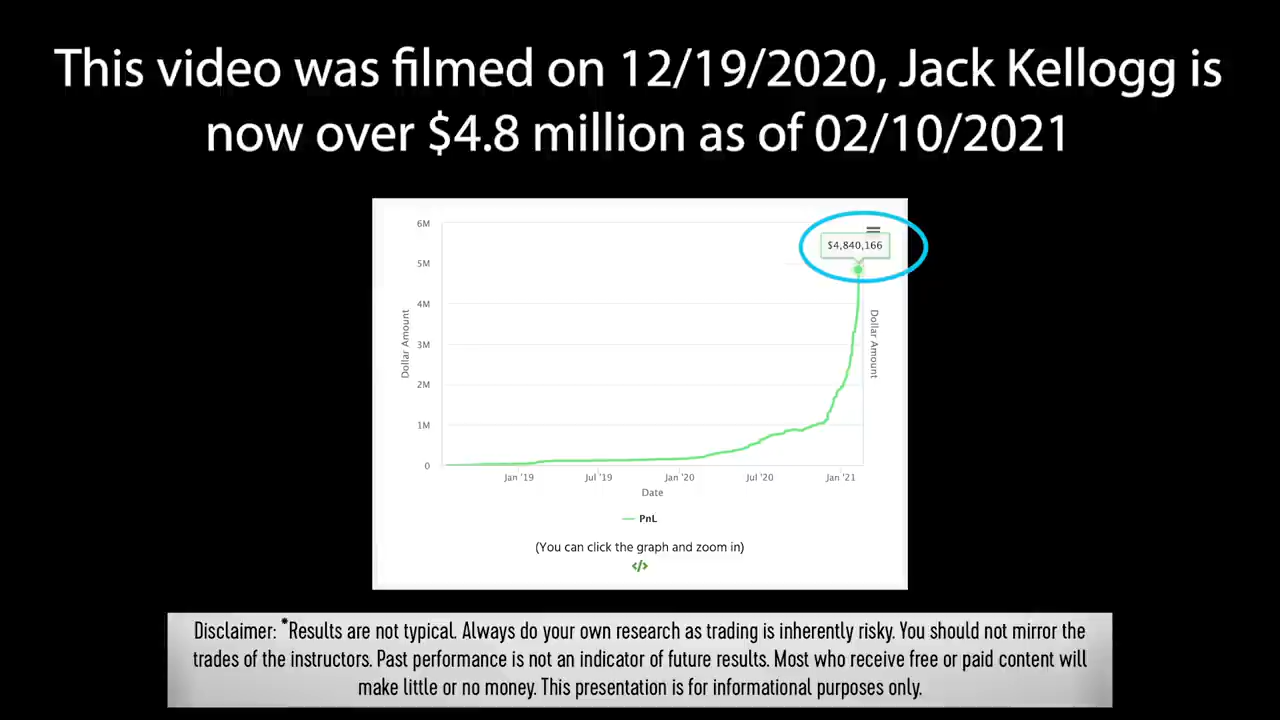 This video was filmed on 12/19/2020, Jack Kellogg is
now over $4.8 million as of 02/10/2021
6M
$4,840,166
5M
4M
3M
2M
1M
0
Dollar Amount
Dollar Amount
Jan '19
Jul '19
Jan '20
Jul '20
Jan '21
Date
PnL
(You can click the graph and zoom in)
</>
Disclaimer: *Results are not typical. Always do your own research as trading is inherently risky. You should not mirror the
trades of the instructors. Past performance is not an indicator of future results. Most who receive free or paid content will
make little or no money. This presentation is for informational purposes only.